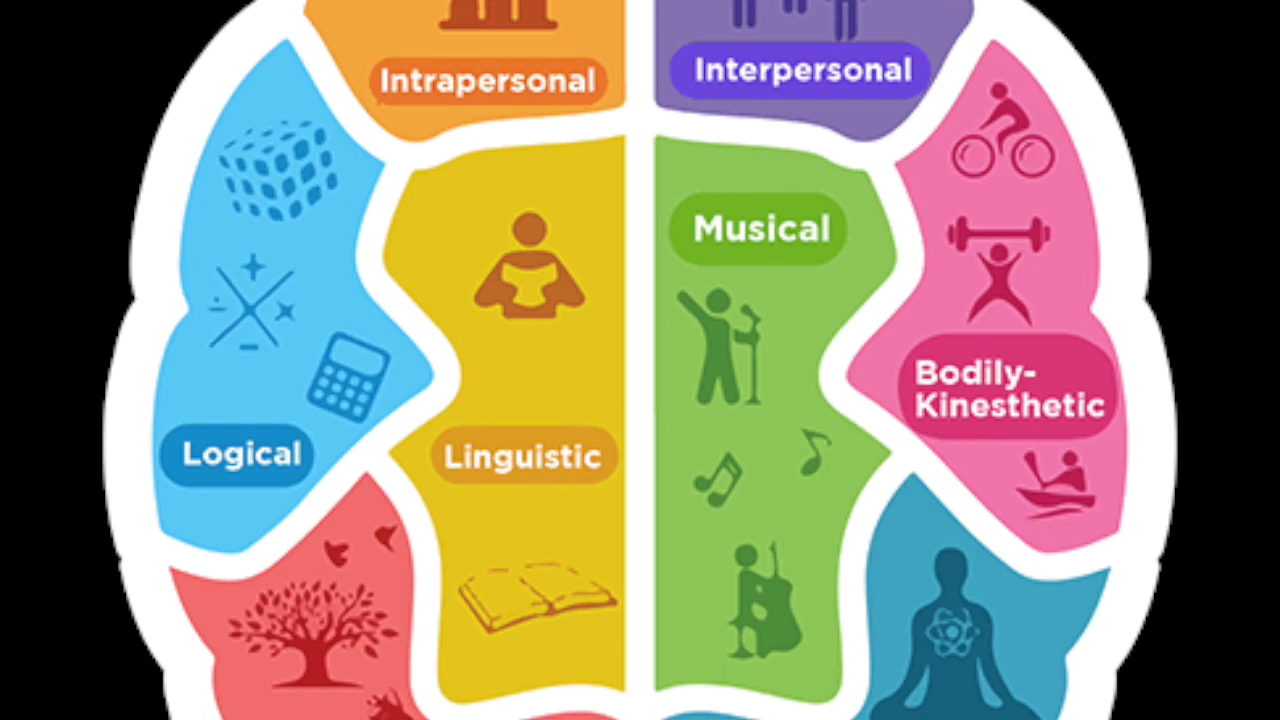 Intrapersonal
Interpersonal
Musical
Bodily-
Kinesthetic
Logical
Linguistic